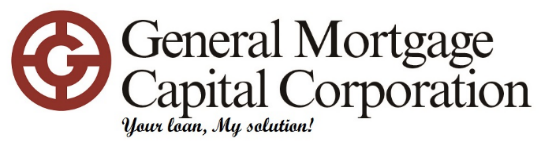 G
General Mortgage
Capital Corporation
Your loan, My solution!